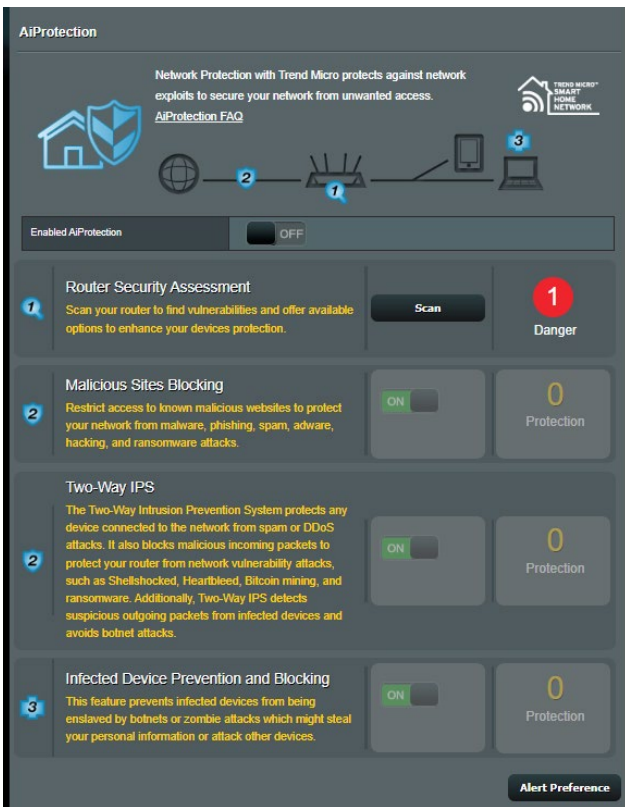 AiProtection
Network Protection with Trend Micro protects against network
exploits to secure your network from unwanted access.
AiProtection FAQ
TREND MICRO™
SMART
HOME
NETWORK
2
1
3
Enabled AiProtection
OFF
1
Router Security Assessment
Scan your router to find vulnerabilities and offer available
options to enhance your devices protection.
Scan
1
Danger
2
Malicious Sites Blocking
Restrict access to known malicious websites to protect
your network from malware, phishing, spam, adware,
hacking, and ransomware attacks.
ON
0
Protection
2
Two-Way IPS
The Two-Way Intrusion Prevention System protects any
device connected to the network from spam or DDoS
attacks. It also blocks malicious incoming packets to
protect your router from network vulnerability attacks,
such as Shellshocked, Heartbleed, Bitcoin mining, and
ransomware. Additionally, Two-Way IPS detects
suspicious outgoing packets from infected devices and
avoids botnet attacks.
ON
0
Protection
3
Infected Device Prevention and Blocking
This feature prevents infected devices from being
enslaved by botnets or zombie attacks which might steal
your personal information or attack other devices.
ON
0
Protection
Alert Preference